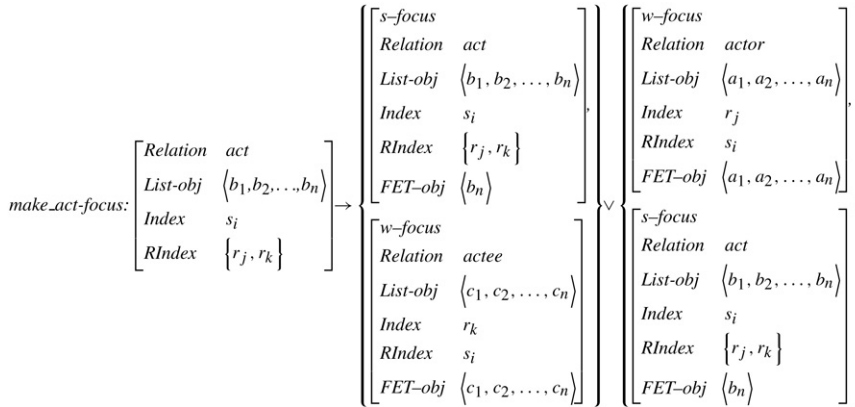 make_act-focus:
Relation act
List-obj ⟨b1,b2,...,bn⟩
Index si
RIndex {rj, rk}
→
s–focus
Relation act
List-obj ⟨b1, b2, ..., bn⟩
Index si
RIndex {rj, rk}
FET–obj ⟨bn⟩
,
w–focus
Relation actee
List-obj ⟨c1, c2, ..., cn⟩
Index rk
RIndex si
FET–obj ⟨c1, c2, ..., cn⟩
∨
w–focus
Relation actor
List-obj ⟨a1, a2, ..., an⟩
Index rj
RIndex si
FET–obj ⟨a1, a2, ..., an⟩
,
s–focus
Relation act
List-obj ⟨b1, b2, ..., bn⟩
Index si
RIndex {rj, rk}
FET–obj ⟨bn⟩